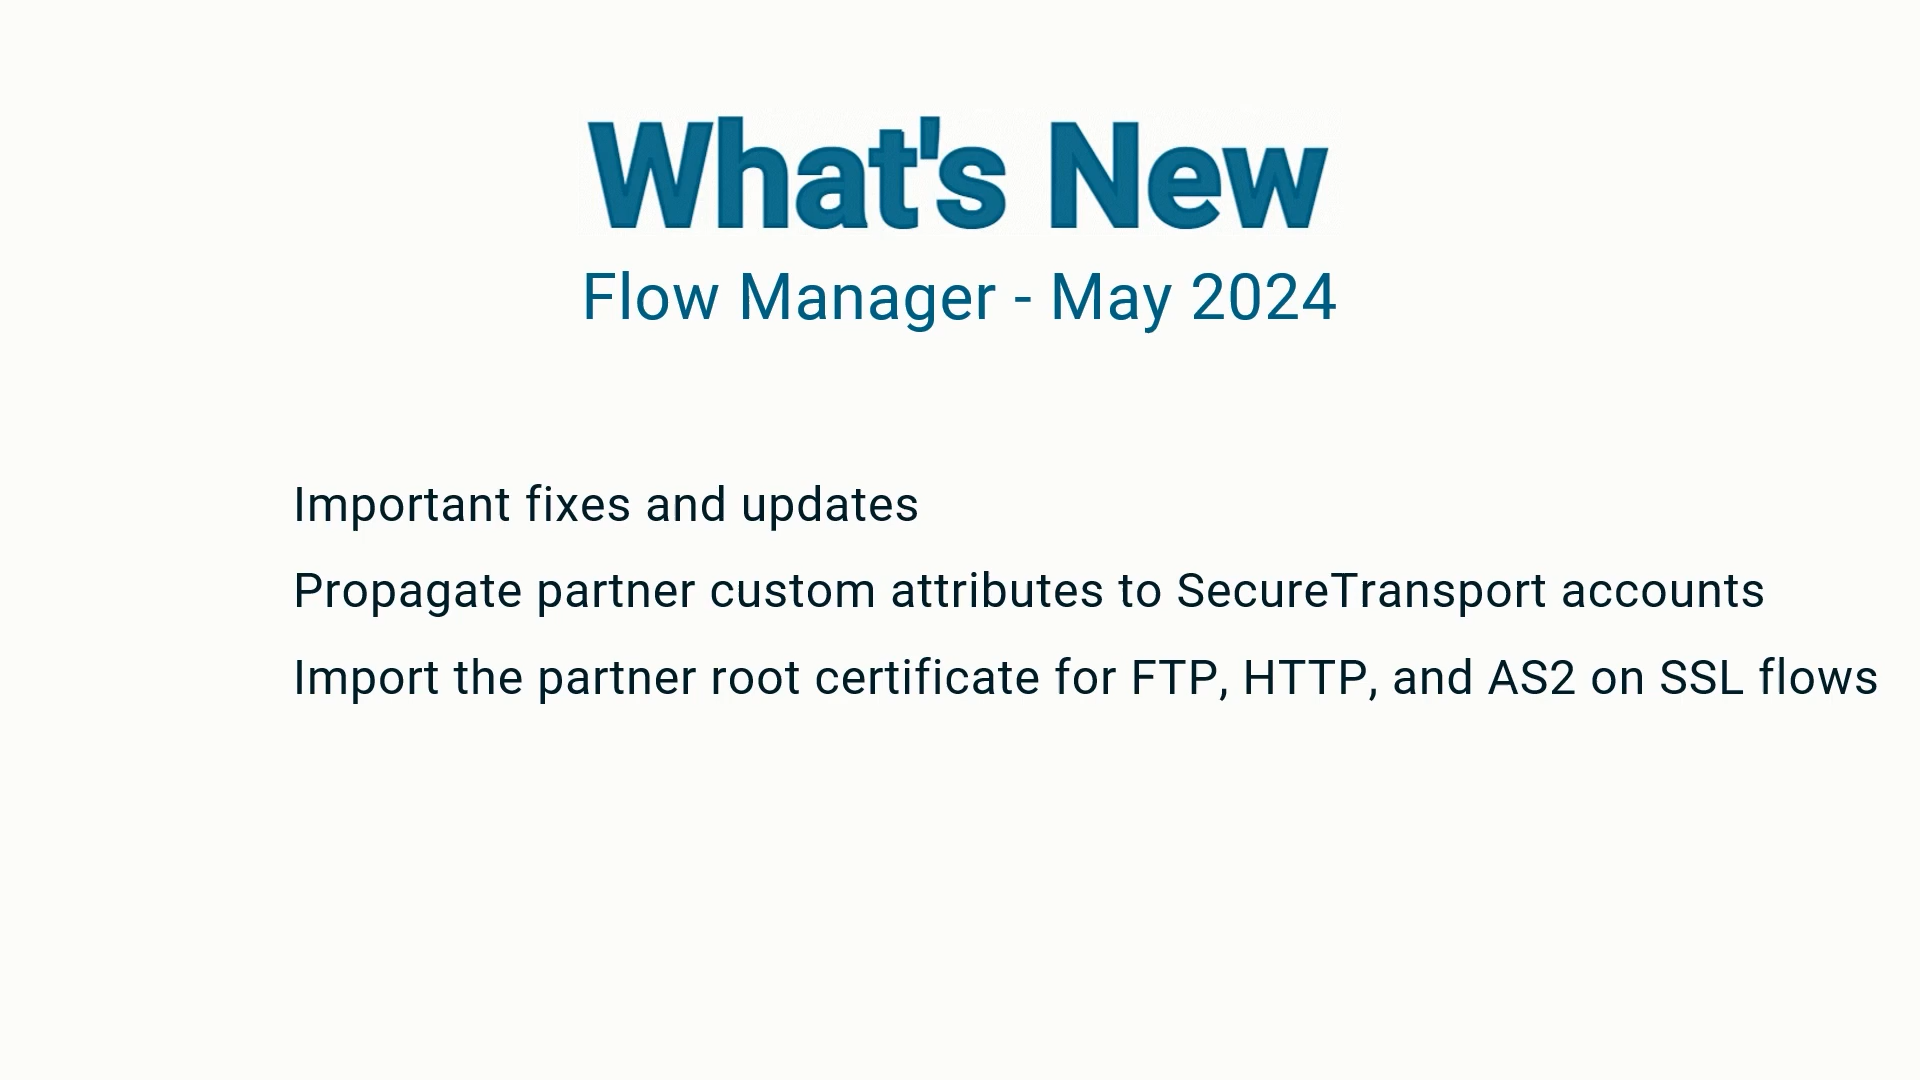 What's New
Flow Manager - May 2024
Important fixes and updates
Propagate partner custom attributes to SecureTransport accounts
Import the partner root certificate for FTP, HTTP, and AS2 on SSL flows